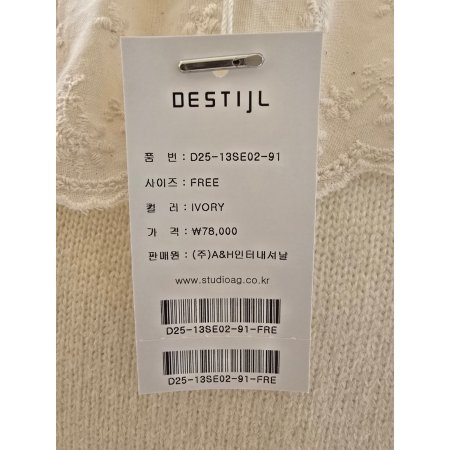 DESTIJL
품 번 : D25-13SE02-91
사이즈 : FREE
컬 러 : IVORY
가 격 : ₩78,000
판매원 : (주)A&H인터내셔날
www.studioag.co.kr
D25-13SE02-91-FRE
D25-13SE02-91-FRE